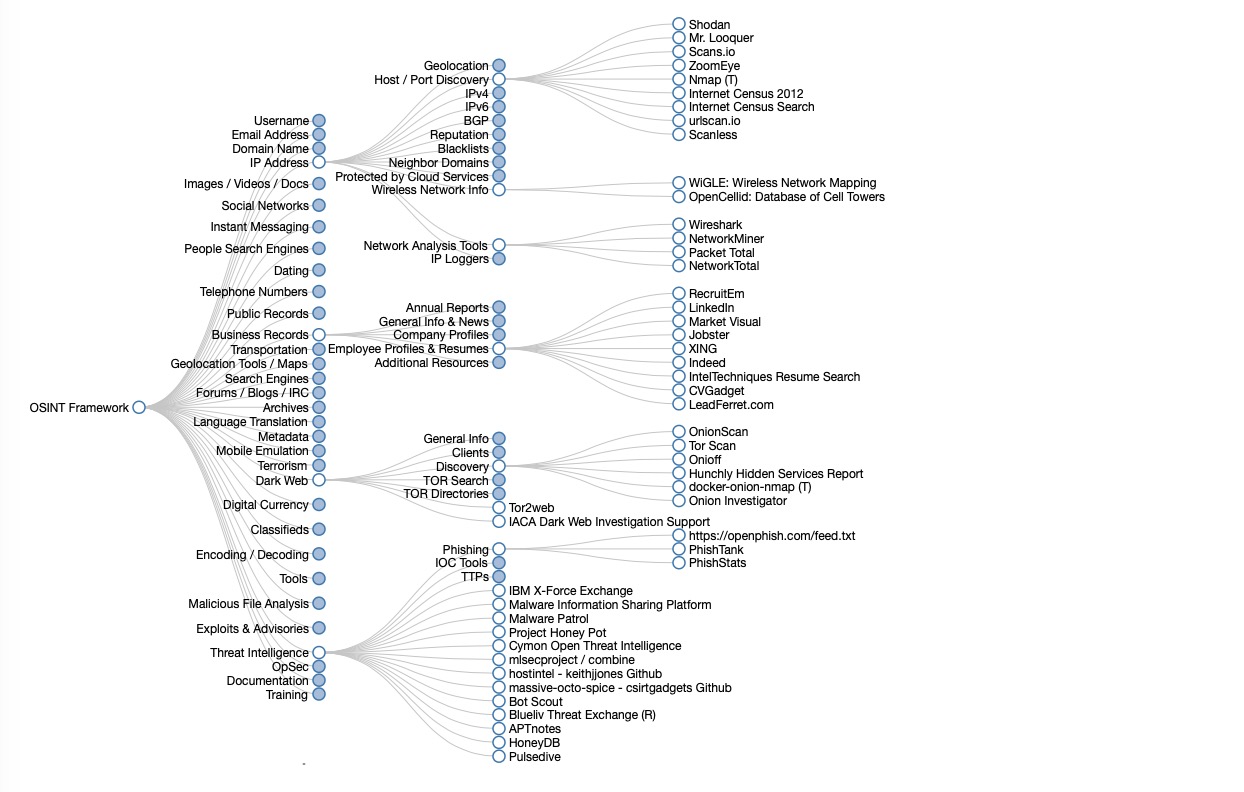 OSINT Framework
Username
Email Address
Domain Name
IP Address
Images / Videos / Docs
Social Networks
Instant Messaging
People Search Engines
Dating
Telephone Numbers
Public Records
Business Records
Transportation
Geolocation Tools / Maps
Search Engines
Forums / Blogs / IRC
Archives
Language Translation
Metadata
Mobile Emulation
Terrorism
Dark Web
Digital Currency
Classifieds
Encoding / Decoding
Tools
Malicious File Analysis
Exploits & Advisories
Threat Intelligence
OpSec
Documentation
Training
Geolocation
Host / Port Discovery
IPv4
IPv6
BGP
Reputation
Blacklists
Neighbor Domains
Protected by Cloud Services
Wireless Network Info
Network Analysis Tools
IP Loggers
Annual Reports
General Info & News
Company Profiles
Employee Profiles & Resumes
Additional Resources
General Info
Clients
Discovery
TOR Search
TOR Directories
Tor2web
IACA Dark Web Investigation Support
Phishing
IOC Tools
TTPs
IBM X-Force Exchange
Malware Information Sharing Platform
Malware Patrol
Project Honey Pot
Cymon Open Threat Intelligence
mlsecproject / combine
hostintel - keithjjones Github
massive-octo-spice - csirtgadgets Github
Bot Scout
Blueliv Threat Exchange (R)
APTnotes
HoneyDB
Pulsedive
Shodan
Mr. Looquer
Scans.io
ZoomEye
Nmap (T)
Internet Census 2012
Internet Census Search
urlscan.io
Scanless
WiGLE: Wireless Network Mapping
OpenCellid: Database of Cell Towers
Wireshark
NetworkMiner
Packet Total
NetworkTotal
RecruitEm
LinkedIn
Market Visual
Jobster
XING
Indeed
IntelTechniques Resume Search
CVGadget
LeadFerret.com
OnionScan
Tor Scan
Onioff
Hunchly Hidden Services Report
docker-onion-nmap (T)
Onion Investigator
https://openphish.com/feed.txt
PhishTank
PhishStats